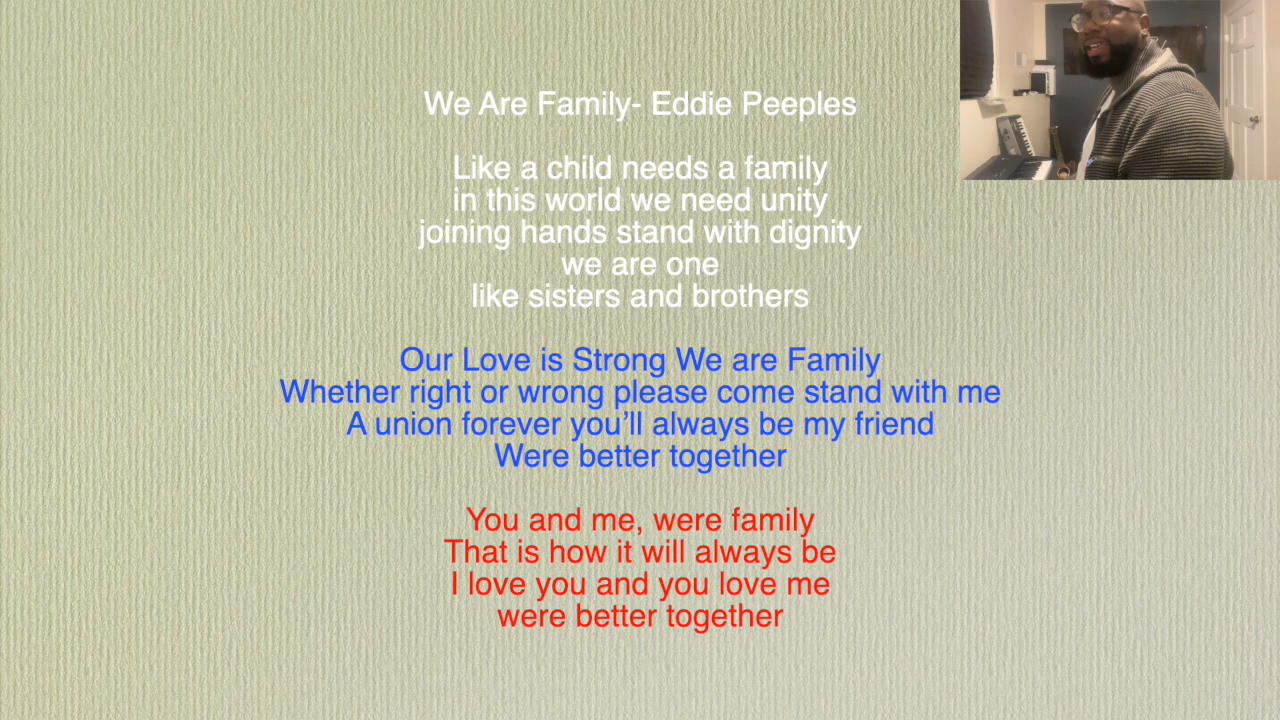 We Are Family- Eddie Peeples
Like a child needs a family
in this world we need unity
joining hands stand with dignity
we are one
like sisters and brothers
Our Love is Strong We are Family
Whether right or wrong please come stand with me
A union forever you’ll always be my friend
Were better together
You and me, were family
That is how it will always be
I love you and you love me
were better together